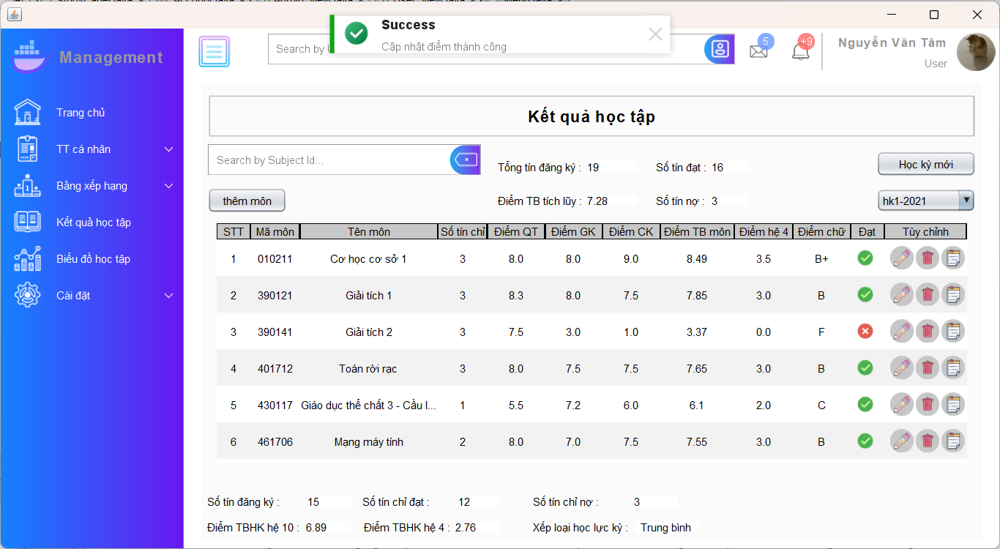 Success
Cập nhật điểm thành công
Management
Search by
5
+9
Nguyễn Văn Tâm
User
Trang chủ
TT cá nhân
Bảng xếp hạng
Kết quả học tập
Biểu đồ học tập
Cài đặt
Kết quả học tập
Search by Subject Id...
Tổng tín đăng ký : 19 Số tín đạt : 16
Học kỳ mới
thêm môn
Điểm TB tích lũy : 7.28 Số tín nợ : 3
hk1-2021
STT Mã môn Tên môn Số tín chỉ Điểm QT Điểm GK Điểm CK Điểm TB môn Điểm hệ 4 Điểm chữ Đạt Tùy chỉnh
1 010211 Cơ học cơ sở 1 3 8.0 8.0 9.0 8.49 3.5 B+
2 390121 Giải tích 1 3 8.3 8.0 7.5 7.85 3.0 B
3 390141 Giải tích 2 3 7.5 3.0 1.0 3.37 0.0 F
4 401712 Toán rời rạc 3 8.0 7.5 7.5 7.65 3.0 B
5 430117 Giáo dục thể chất 3 - Cầu l... 1 5.5 7.2 6.0 6.1 2.0 C
6 461706 Mạng máy tính 2 8.0 7.0 7.5 7.55 3.0 B
Số tín đăng ký : 15 Số tín chỉ đạt : 12 Số tín chỉ nợ : 3
Điểm TBHK hệ 10 : 6.89 Điểm TBHK hệ 4 : 2.76 Xếp loại học lực kỳ : Trung bình